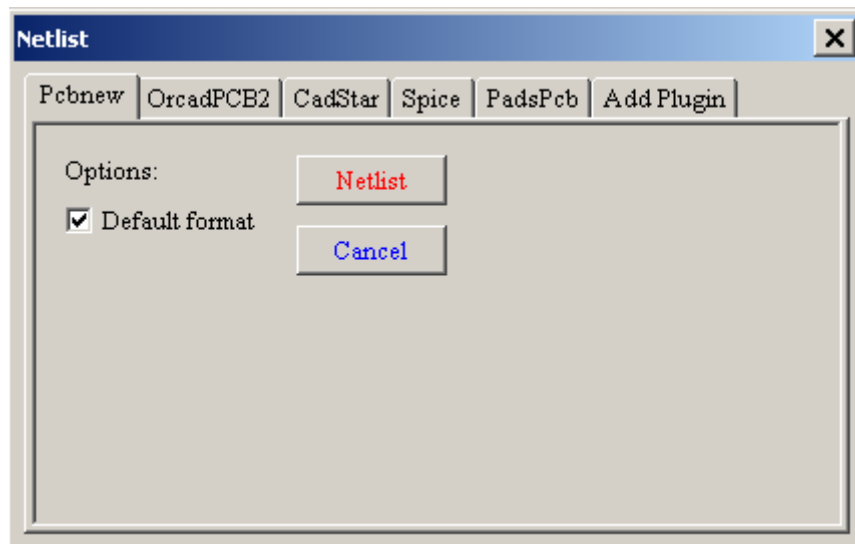 Netlist
Pcbnew OrcadPCB2 CadStar Spice PadsPcb Add Plugin
Options:
Netlist
Default format
Cancel